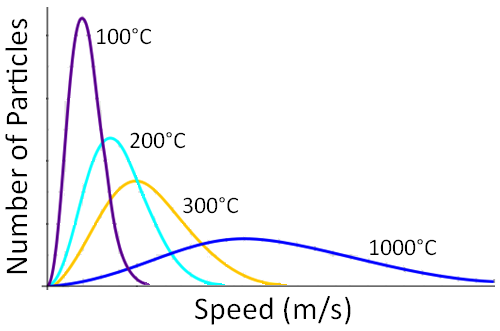 Number of Particles
100°C
200°C
300°C
1000°C
Speed (m/s)